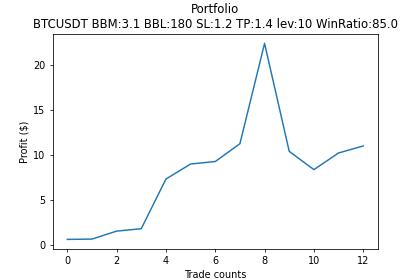 Portfolio
BTCUSDT BBM:3.1 BBL:180 SL:1.2 TP:1.4 lev:10 WinRatio:85.0
Profit ($)
20
15
10
5
0
0 2 4 6 8 10 12
Trade counts